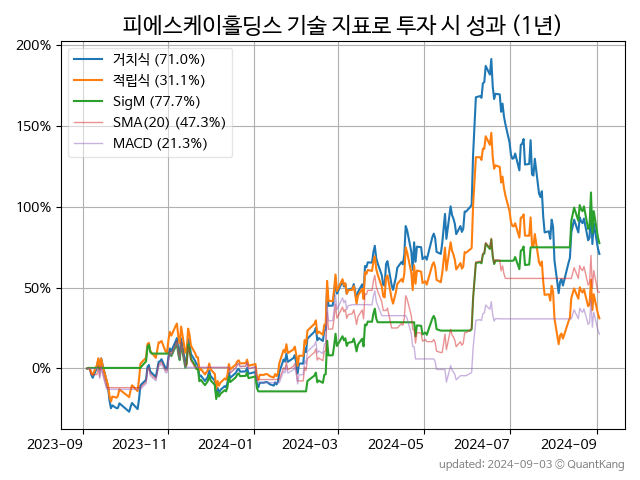 피에스케이홀딩스 기술 지표로 투자 시 성과 (1년)
200%
150%
100%
50%
0%
거치식 (71.0%)
적립식 (31.1%)
SigM (77.7%)
SMA(20) (47.3%)
MACD (21.3%)
2023-09 2023-11 2024-01 2024-03 2024-05 2024-07 2024-09
updated: 2024-09-03 © QuantKang